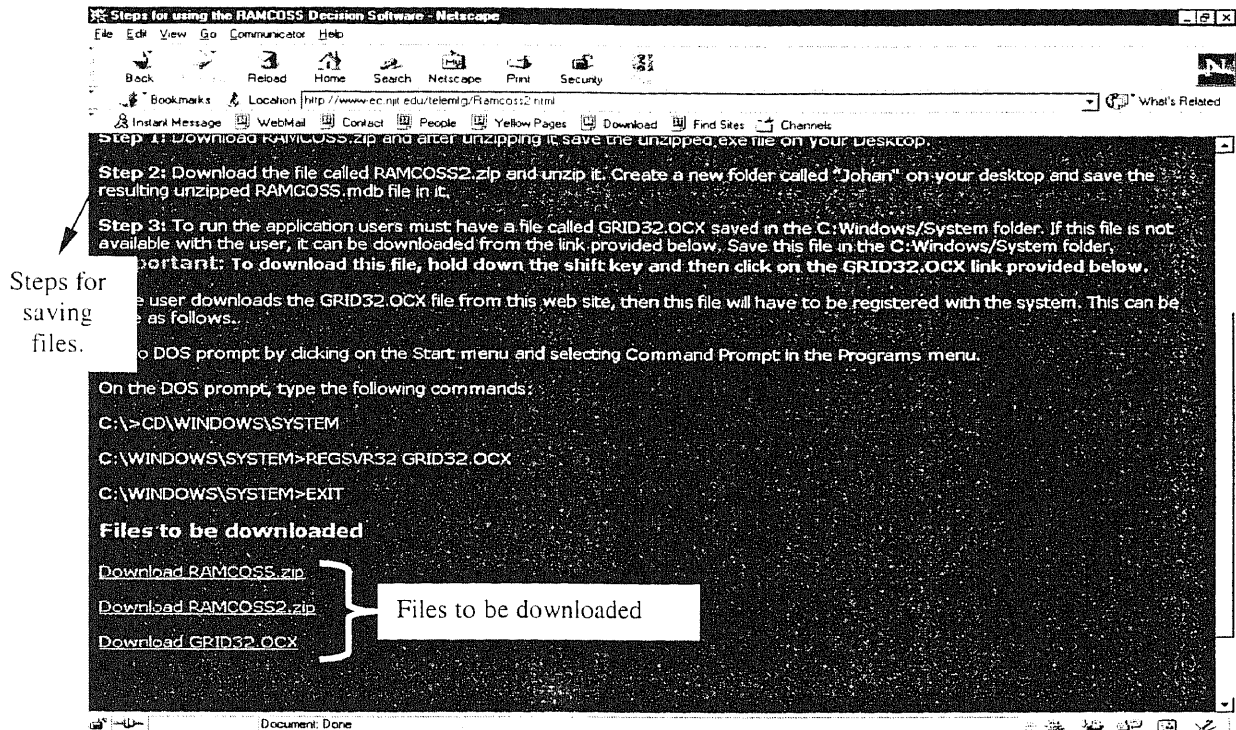 Steps for using the RAMCOSS Decision Software - Netscape
File Edit View Go Communicator Help
Back Reload Home Search Netscape Print Security
Bookmarks Location http://www-ec.njit.edu/telemlg/Ramcoss2.html What's Related
Instant Message WebMail Contact People Yellow Pages Download Find Sites Channels
Step 1: Download RAMCOSS.zip and after unzipping it save the unzipped exe file on your Desktop.
Step 2: Download the file called RAMCOSS2.zip and unzip it. Create a new folder called "Johan" on your desktop and save the
resulting unzipped RAMCOSS.mdb file in it.
Step 3: To run the application users must have a file called GRID32.OCX saved in the C:Windows/System folder. If this file is not
available with the user, it can be downloaded from the link provided below. Save this file in the C:Windows/System folder.
portant: To download this file, hold down the shift key and then click on the GRID32.OCX link provided below.
Steps for
saving
files.
e user downloads the GRID32.OCX file from this web site, then this file will have to be registered with the system. This can be
e as follows.
o DOS prompt by clicking on the Start menu and selecting Command Prompt in the Programs menu.
On the DOS prompt, type the following commands:
C:\>CD\WINDOWS\SYSTEM
C:\WINDOWS\SYSTEM>REGSVR32 GRID32.OCX
C:\WINDOWS\SYSTEM>EXIT
Files to be downloaded
Download RAMCOSS.zip
Download RAMCOSS2.zip
Download GRID32.OCX
Files to be downloaded
Document: Done